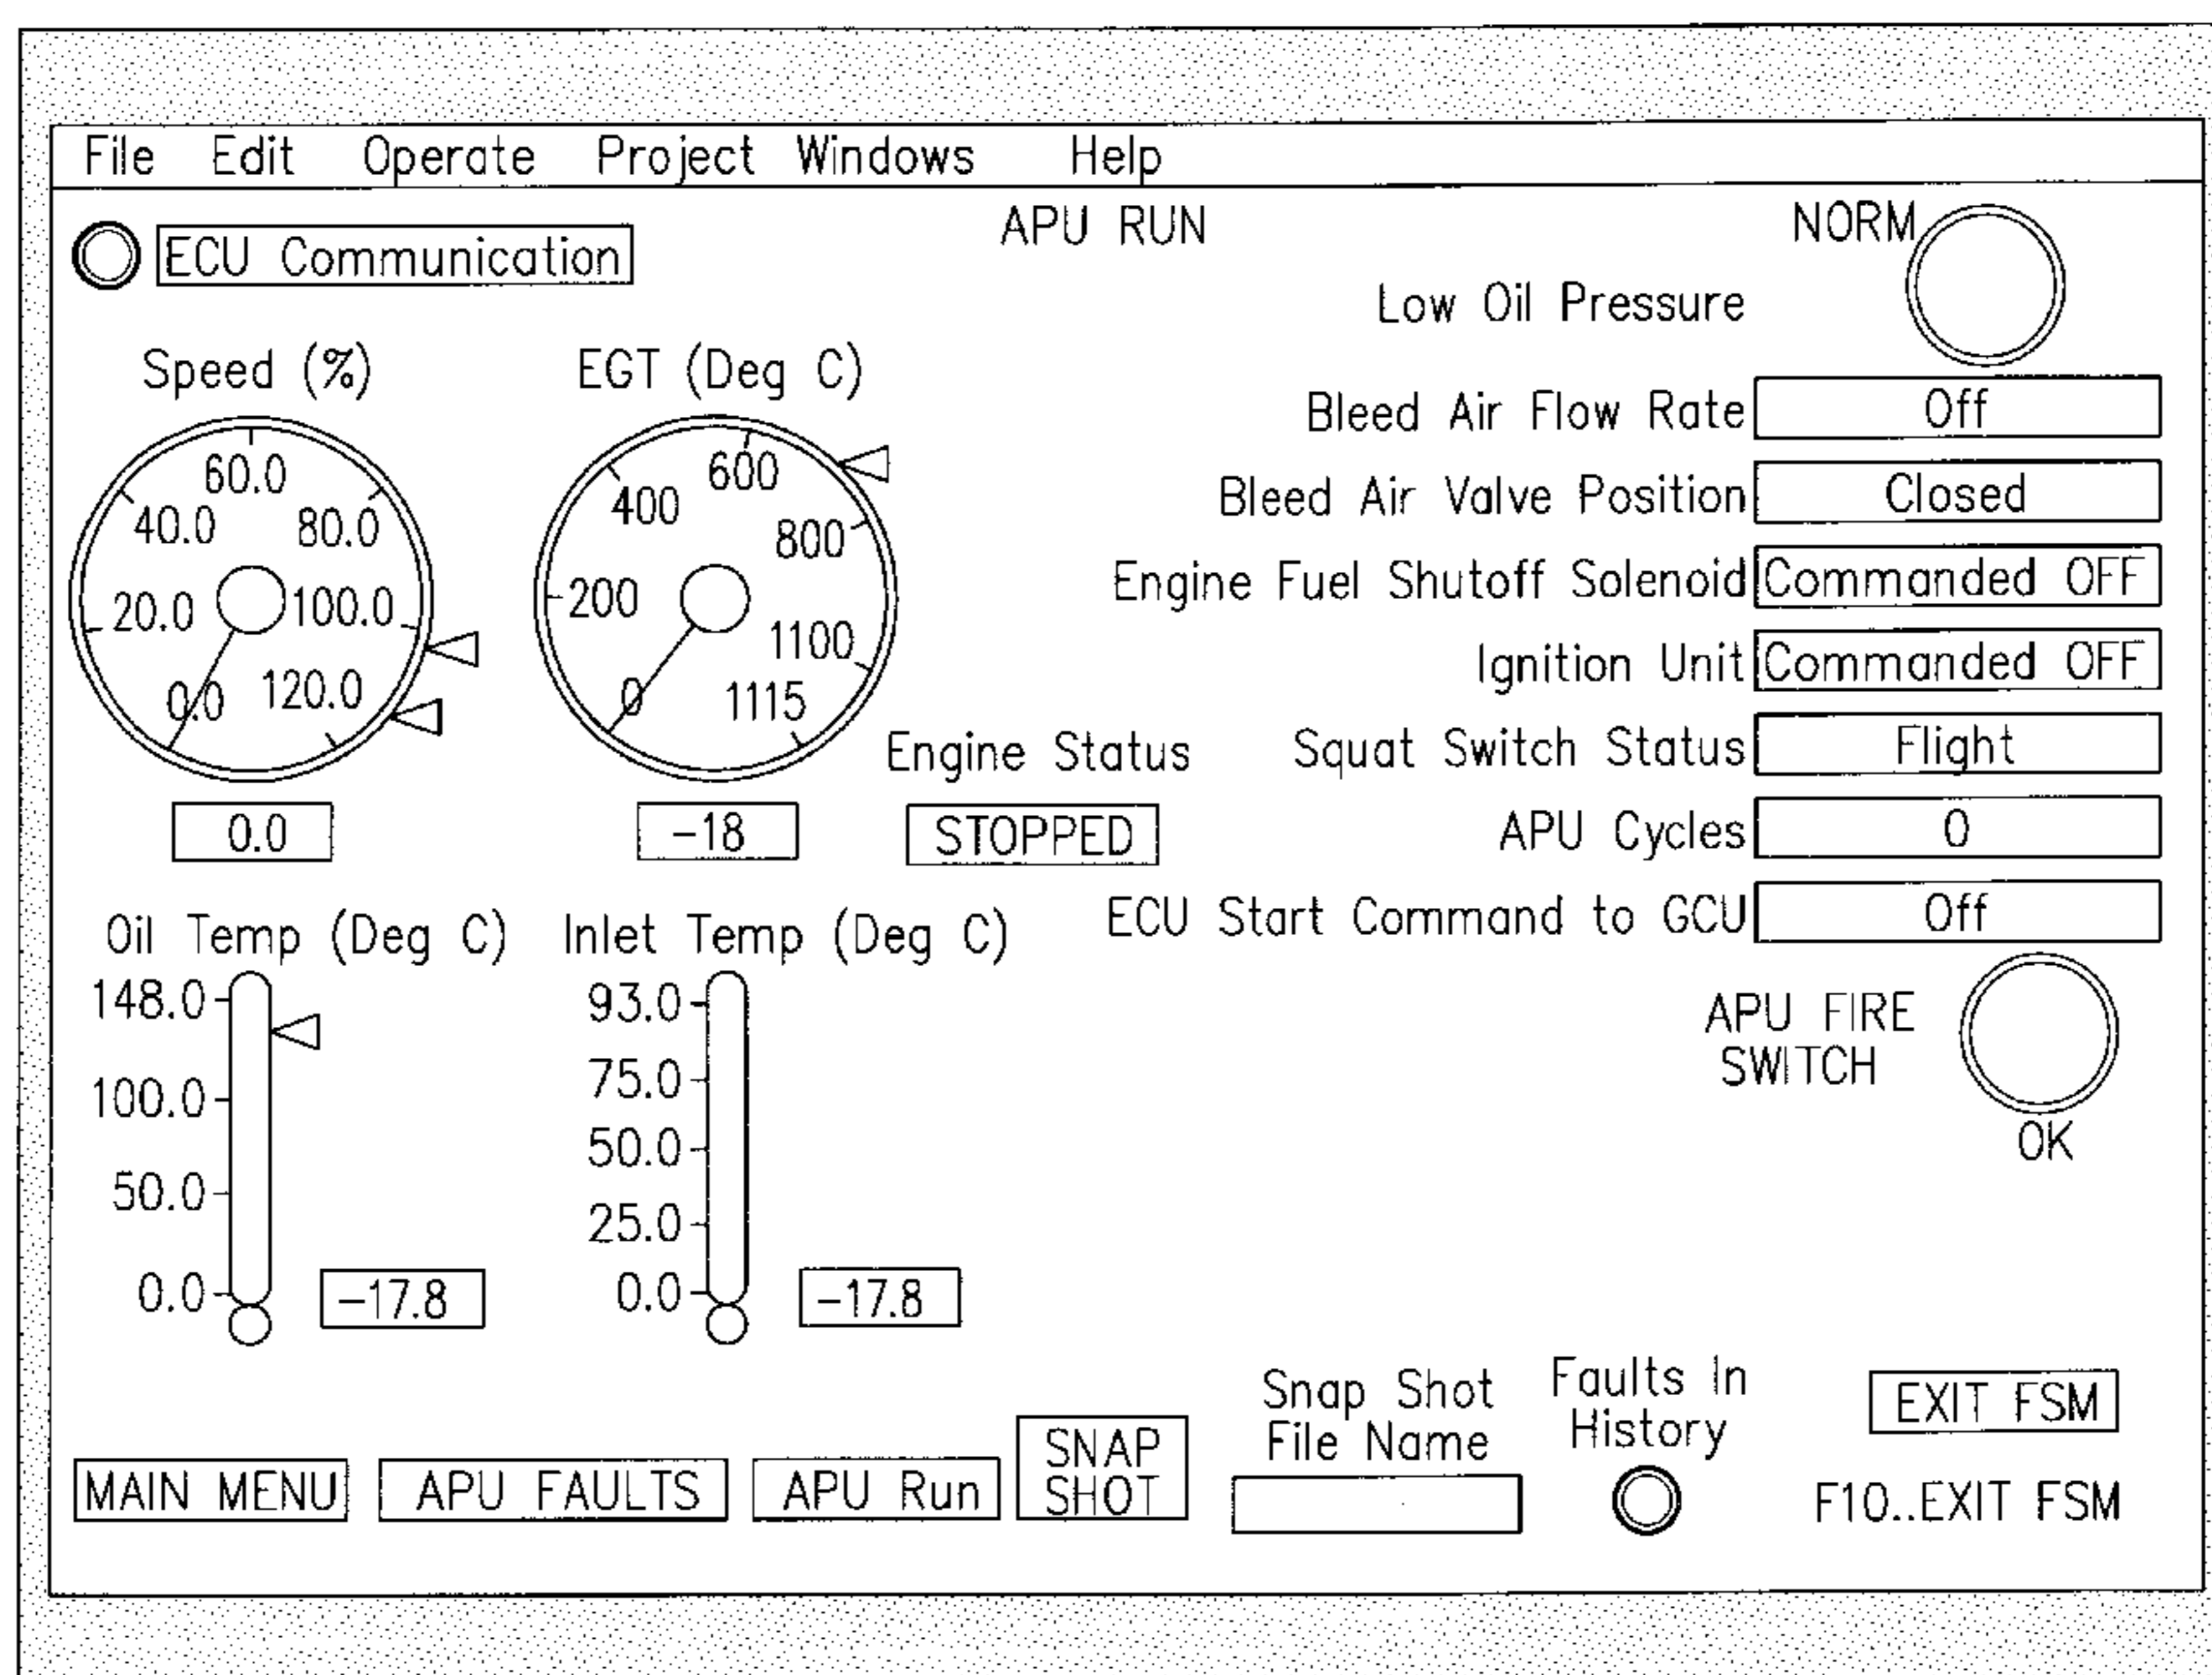 File Edit Operate Project Windows Help
APU RUN
ECU Communication
NORM
Low Oil Pressure
Speed (%)
EGT (Deg C)
0.0
20.0
40.0
60.0
80.0
100.0
120.0
0.0
0
200
400
600
800
1100
1115
-18
Engine Status
STOPPED
Bleed Air Flow Rate Off
Bleed Air Valve Position Closed
Engine Fuel Shutoff Solenoid Commanded OFF
Ignition Unit Commanded OFF
Squat Switch Status Flight
APU Cycles 0
ECU Start Command to GCU Off
APU FIRE
SWITCH
OK
Oil Temp (Deg C)
148.0
100.0
50.0
0.0
-17.8
Inlet Temp (Deg C)
93.0
75.0
50.0
25.0
0.0
-17.8
MAIN MENU
APU FAULTS
APU Run
SNAP
SHOT
Snap Shot
File Name
Faults In
History
EXIT FSM
F10..EXIT FSM